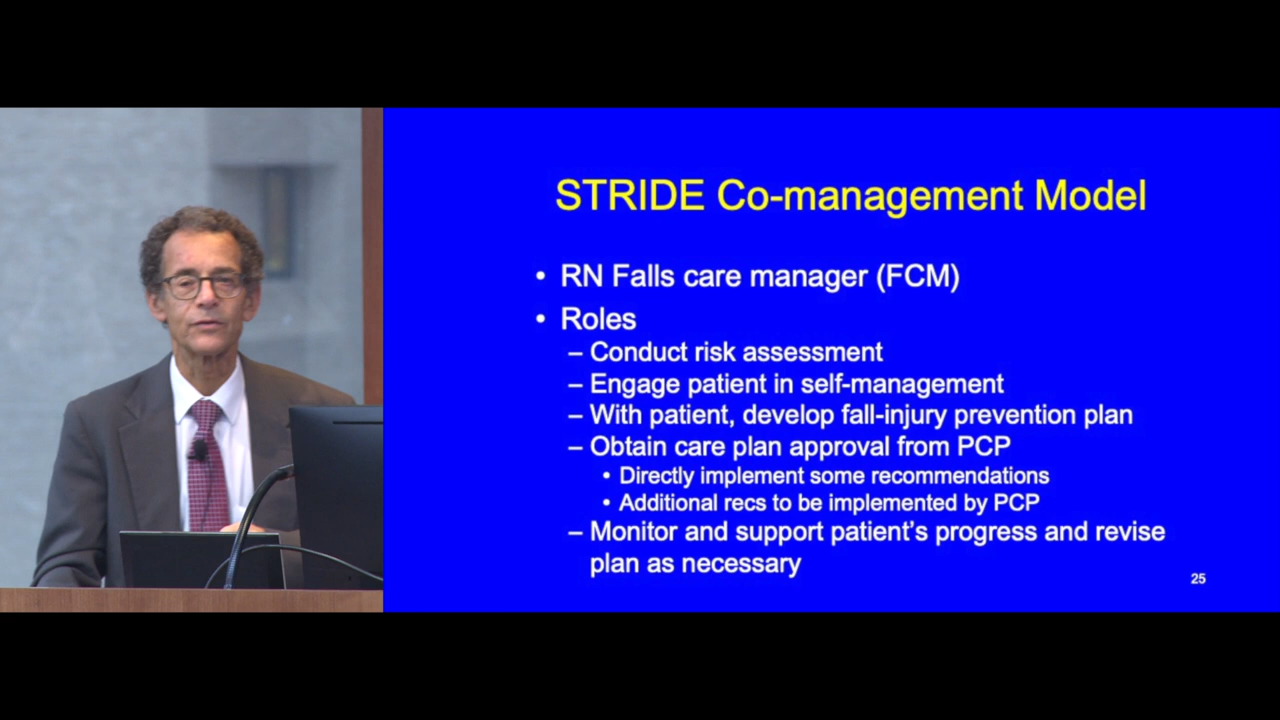 STRIDE Co-management Model
• RN Falls care manager (FCM)
• Roles
– Conduct risk assessment
– Engage patient in self-management
– With patient, develop fall-injury prevention plan
– Obtain care plan approval from PCP
• Directly implement some recommendations
• Additional recs to be implemented by PCP
– Monitor and support patient's progress and revise
plan as necessary
25